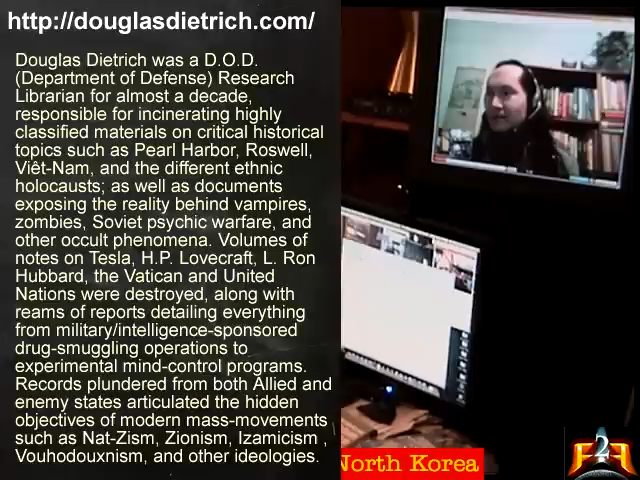 http://douglasdietrich.com/
Douglas Dietrich was a D.O.D.
(Department of Defense) Research
Librarian for almost a decade,
responsible for incinerating highly
classified materials on critical historical
topics such as Pearl Harbor, Roswell,
Viêt-Nam, and the different ethnic
holocausts; as well as documents
exposing the reality behind vampires,
zombies, Soviet psychic warfare, and
other occult phenomena. Volumes of
notes on Tesla, H.P. Lovecraft, L. Ron
Hubbard, the Vatican and United
Nations were destroyed, along with
reams of reports detailing everything
from military/intelligence-sponsored
drug-smuggling operations to
experimental mind-control programs.
Records plundered from both Allied and
enemy states articulated the hidden
objectives of modern mass-movements
such as Nat-Zism, Zionism, Izamicism ,
Vouhodouxnism, and other ideologies.
North Korea
F2F